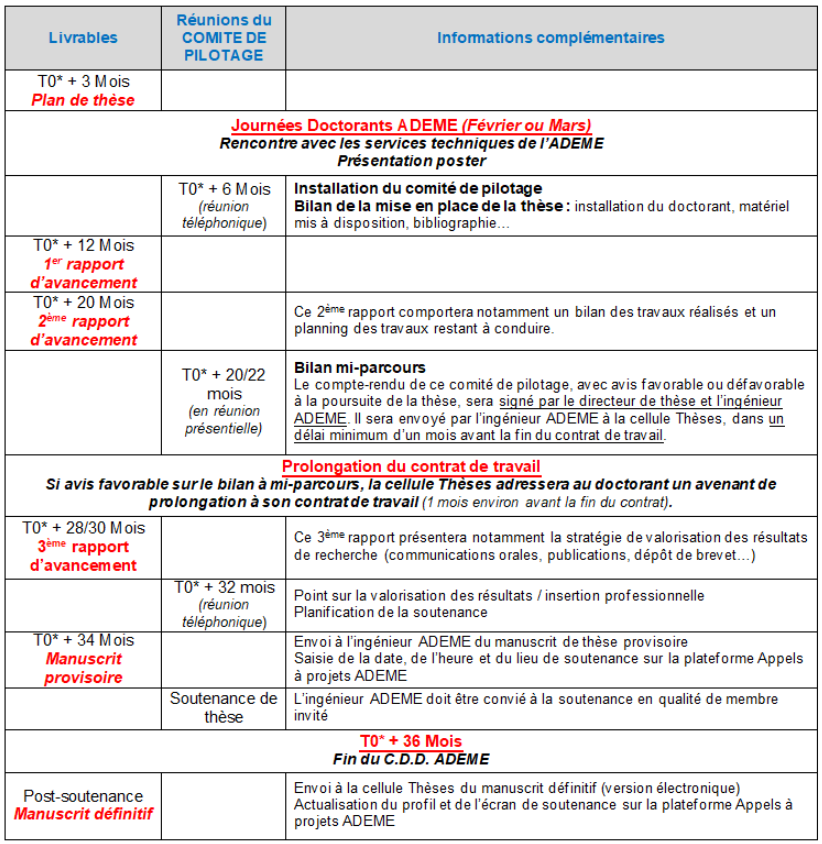 Livrables
Réunions du
COMITE DE
PILOTAGE
Informations complémentaires
T0* + 3 Mois
Plan de thèse
Journées Doctorants ADEME (Février ou Mars)
Rencontre avec les services techniques de l'ADEME
Présentation poster
T0* + 6 Mois
(réunion
téléphonique)
Installation du comité de pilotage
Bilan de la mise en place de la thèse : installation du doctorant, matériel
mis à disposition, bibliographie…
T0* + 12 Mois
1er rapport
d'avancement
T0* + 20 Mois
2ème rapport
d'avancement
Ce 2ème rapport comportera notamment un bilan des travaux réalisés et un
planning des travaux restant à conduire.
T0* + 20/22
mois
(en réunion
présentielle)
Bilan mi-parcours
Le compte-rendu de ce comité de pilotage, avec avis favorable ou défavorable
à la poursuite de la thèse, sera signé par le directeur de thèse et l'ingénieur
ADEME. Il sera envoyé par l'ingénieur ADEME à la cellule Thèses, dans un
délai minimum d'un mois avant la fin du contrat de travail.
Prolongation du contrat de travail
Si avis favorable sur le bilan à mi-parcours, la cellule Thèses adressera au doctorant un avenant de
prolongation à son contrat de travail (1 mois environ avant la fin du contrat).
T0* + 28/30 Mois
3ème rapport
d'avancement
Ce 3ème rapport présentera notamment la stratégie de valorisation des résultats
de recherche (communications orales, publications, dépôt de brevet…)
T0* + 32 mois
(réunion
téléphonique)
Point sur la valorisation des résultats / insertion professionnelle
Planification de la soutenance
T0* + 34 Mois
Manuscrit
provisoire
Envoi à l'ingénieur ADEME du manuscrit de thèse provisoire
Saisie de la date, de l'heure et du lieu de soutenance sur la plateforme Appels
à projets ADEME
Soutenance de
thèse
L'ingénieur ADEME doit être convié à la soutenance en qualité de membre
invité
T0* + 36 Mois
Fin du C.D.D. ADEME
Post-soutenance
Manuscrit définitif
Envoi à la cellule Thèses du manuscrit définitif (version électronique)
Actualisation du profil et de l'écran de soutenance sur la plateforme Appels à
projets ADEME